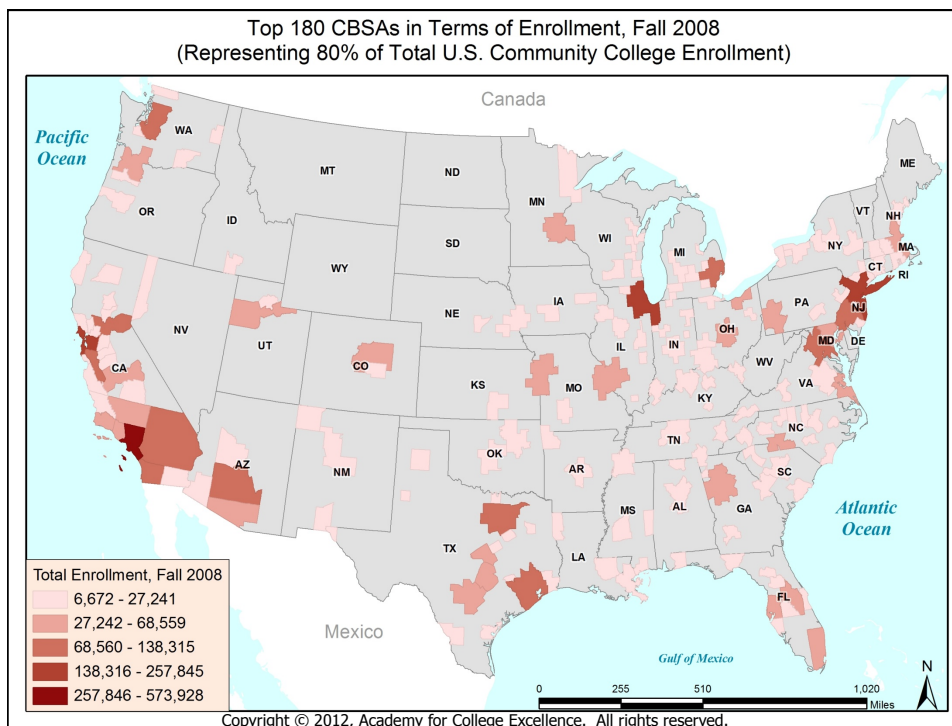 Top 180 CBSAs in Terms of Enrollment, Fall 2008
(Representing 80% of Total U.S. Community College Enrollment)
Canada
Pacific
Ocean
WA
MT
ND
MN
ME
VT
NH
OR
ID
SD
WI
MI
NY
MA
CT
RI
WY
IA
PA
NJ
NV
UT
NE
IL
IN
OH
MD
DE
CA
CO
KS
MO
WV
VA
KY
AZ
NM
OK
AR
TN
NC
SC
MS
AL
GA
Atlantic
Ocean
TX
LA
FL
Mexico
Gulf of Mexico
Total Enrollment, Fall 2008
6,672 - 27,241
27,242 - 68,559
68,560 - 138,315
138,316 - 257,845
257,846 - 573,928
N
0 255 510 1,020
Miles
Copyright © 2012, Academy for College Excellence. All rights reserved.